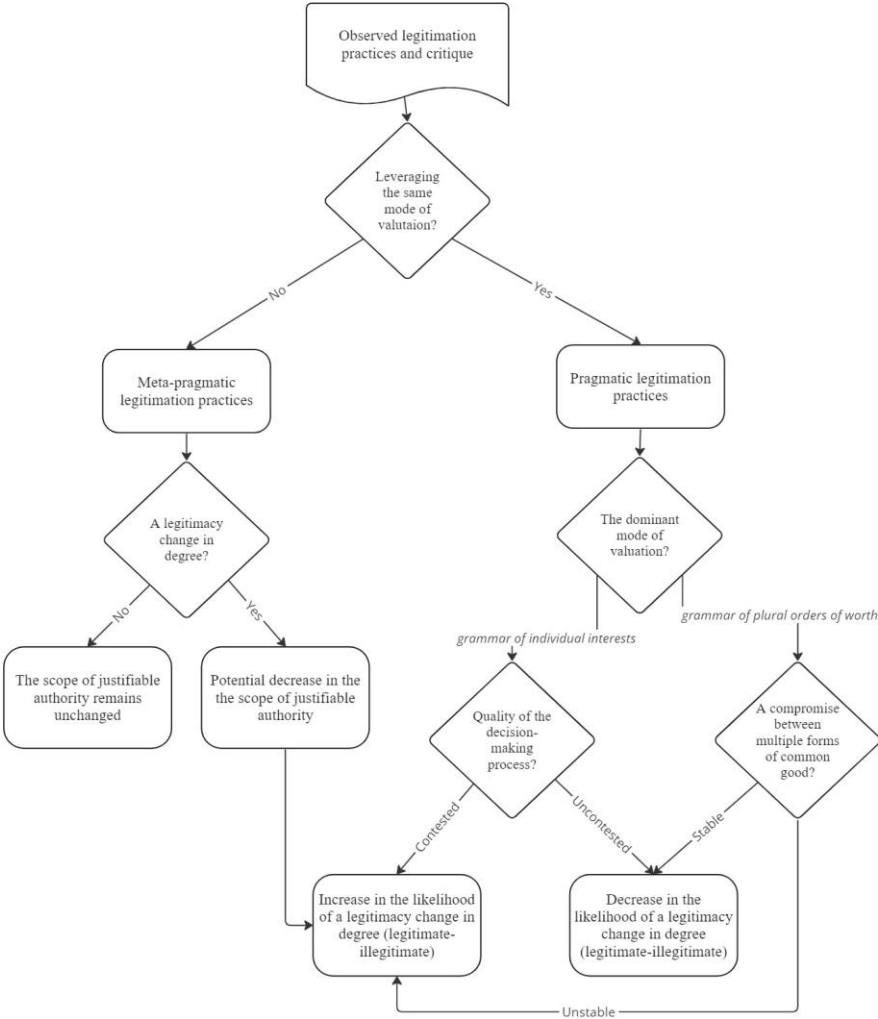 Observed legitimation
practices and critique
Leveraging
the same
mode of
valutaion?
No
Yes
Meta-pragmatic
legitimation practices
Pragmatic legitimation
practices
A legitimacy
change in
degree?
The dominant
mode of
valuation?
No
Yes
grammar of individual interests
grammar of plural orders of worth
The scope of justifiable
authority remains
unchanged
Potential decrease in the
the scope of justifiable
authority
Quality of the
decision-
making
process?
A compromise
between
multiple forms
of common
good?
Contested
Uncontested
Stable
Increase in the likelihood
of a legitimacy change in
degree (legitimate-
illegitimate)
Decrease in the
likelihood of a legitimacy
change in degree
(legitimate-illegitimate)
Unstable